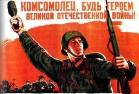 КОМСОМОЛЕЦ, БУДЬ ГЕРОЕМ
ВЕЛИКОЙ ОТЕЧЕСТВЕННОЙ ВОЙНЫ!